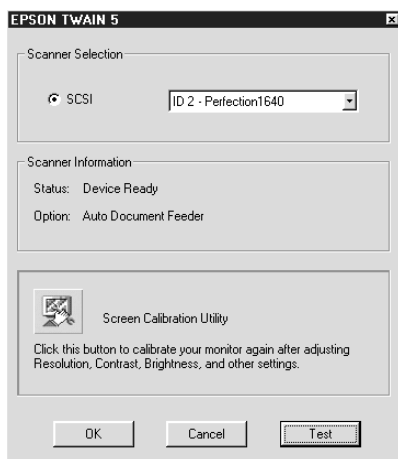 EPSON TWAIN 5
Scanner Selection
SCSI
ID 2 - Perfection1640
Scanner Information
Status: Device Ready
Option: Auto Document Feeder
Screen Calibration Utility
Click this button to calibrate your monitor again after adjusting
Resolution, Contrast, Brightness, and other settings.
OK Cancel Test